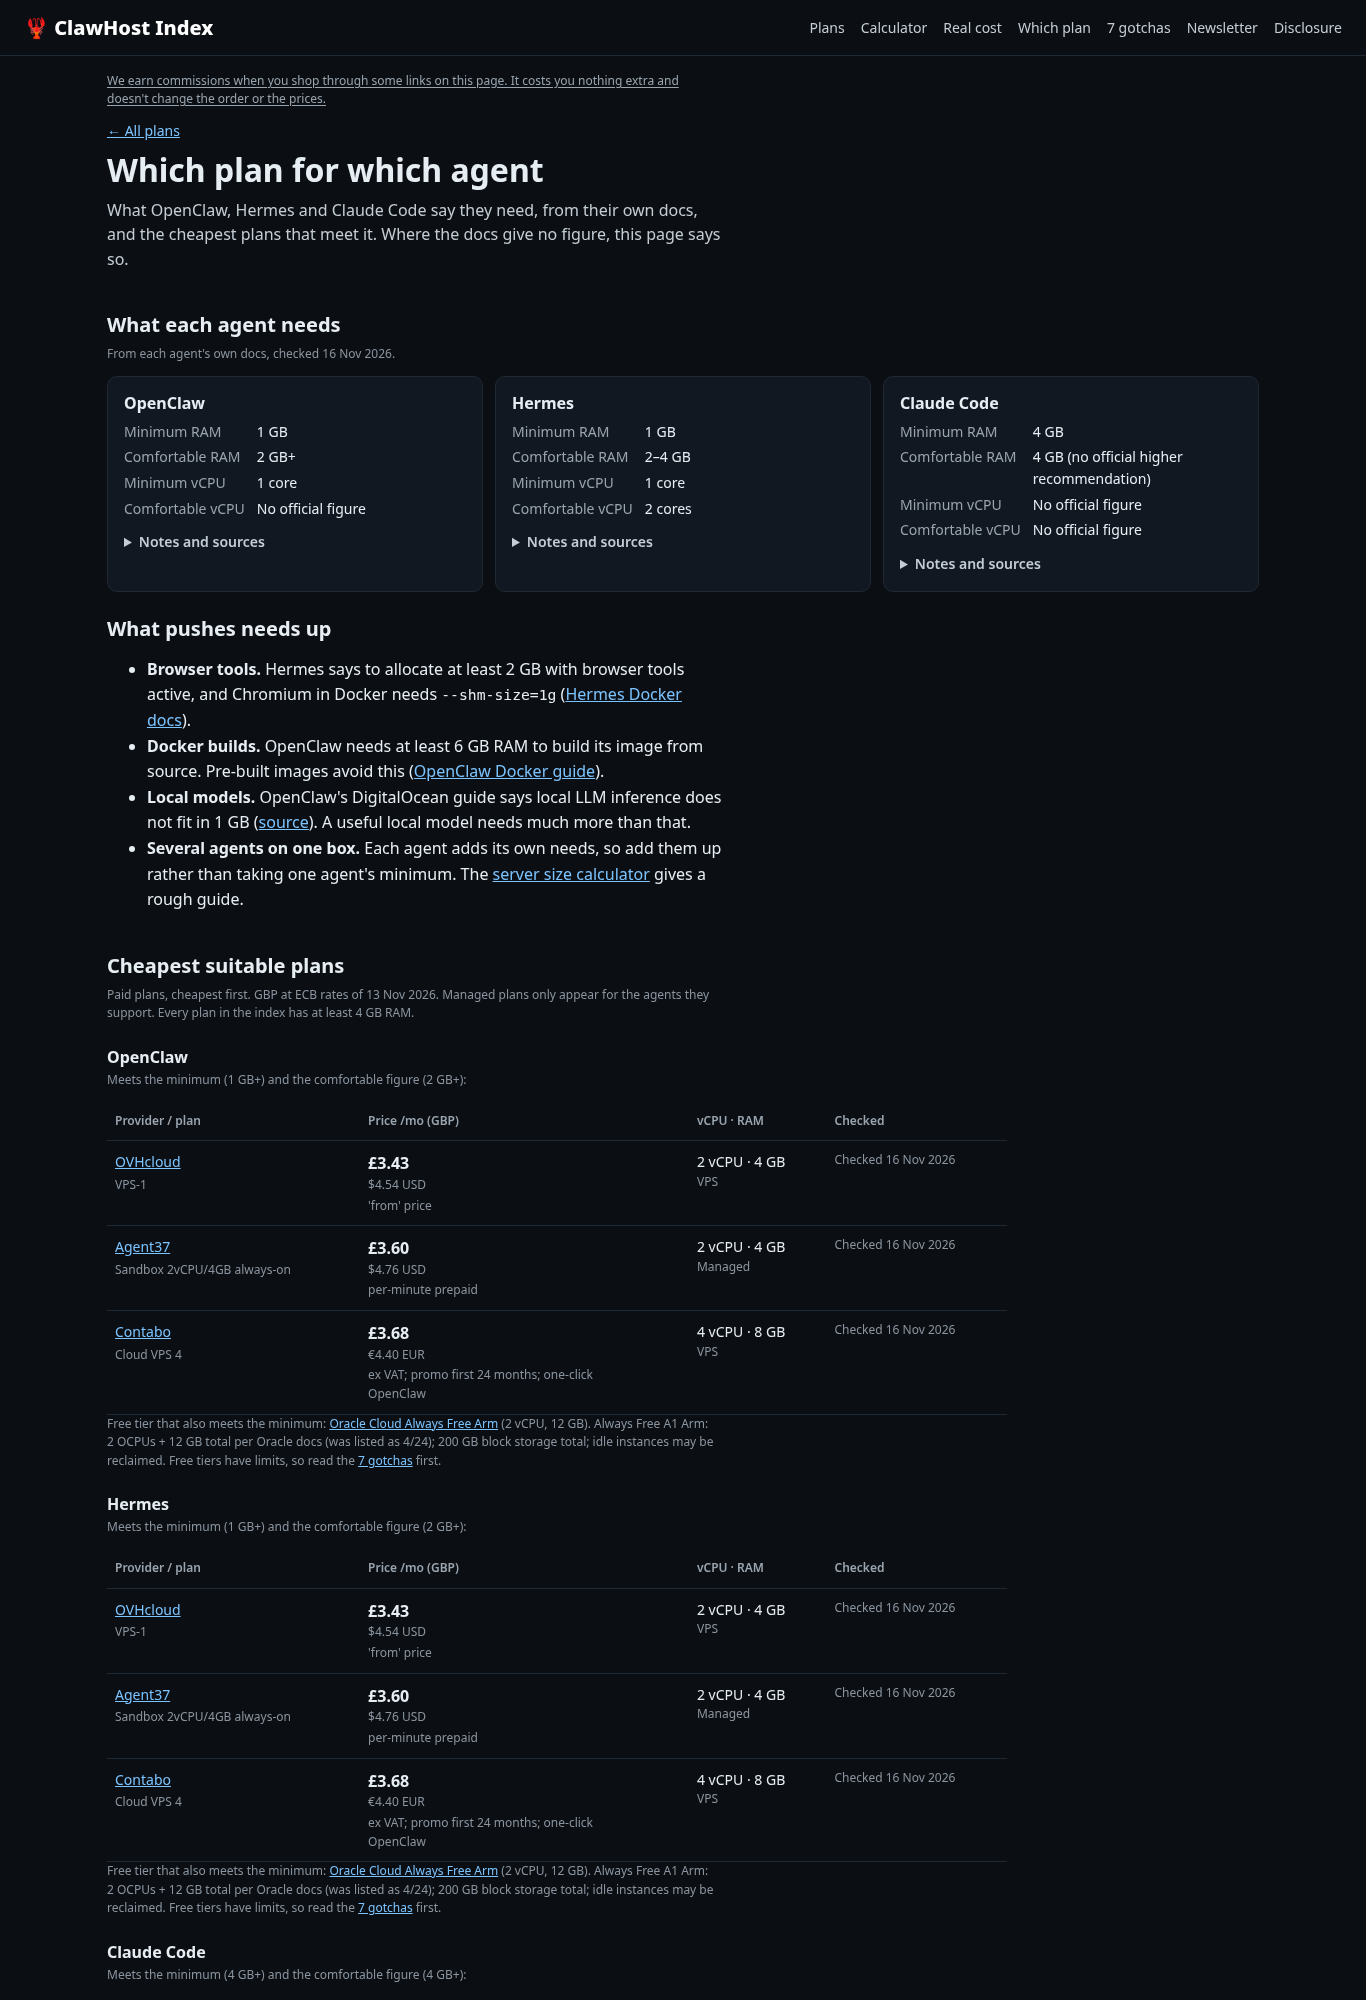 🦞 ClawHost Index
Plans Calculator Real cost Which plan 7 gotchas Newsletter Disclosure
We earn commissions when you shop through some links on this page. It costs you nothing extra and
doesn't change the order or the prices.
← All plans
Which plan for which agent
What OpenClaw, Hermes and Claude Code say they need, from their own docs,
and the cheapest plans that meet it. Where the docs give no figure, this page says
so.
What each agent needs
From each agent's own docs, checked 16 Nov 2026.
OpenClaw
Minimum RAM 1 GB
Comfortable RAM 2 GB+
Minimum vCPU 1 core
Comfortable vCPU No official figure
▶ Notes and sources
Hermes
Minimum RAM 1 GB
Comfortable RAM 2–4 GB
Minimum vCPU 1 core
Comfortable vCPU 2 cores
▶ Notes and sources
Claude Code
Minimum RAM 4 GB
Comfortable RAM 4 GB (no official higher
recommendation)
Minimum vCPU No official figure
Comfortable vCPU No official figure
▶ Notes and sources
What pushes needs up
• Browser tools. Hermes says to allocate at least 2 GB with browser tools
active, and Chromium in Docker needs --shm-size=1g (Hermes Docker
docs).
• Docker builds. OpenClaw needs at least 6 GB RAM to build its image from
source. Pre-built images avoid this (OpenClaw Docker guide).
• Local models. OpenClaw's DigitalOcean guide says local LLM inference does
not fit in 1 GB (source). A useful local model needs much more than that.
• Several agents on one box. Each agent adds its own needs, so add them up
rather than taking one agent's minimum. The server size calculator gives a
rough guide.
Cheapest suitable plans
Paid plans, cheapest first. GBP at ECB rates of 13 Nov 2026. Managed plans only appear for the agents they
support. Every plan in the index has at least 4 GB RAM.
OpenClaw
Meets the minimum (1 GB+) and the comfortable figure (2 GB+):
Provider / plan Price /mo (GBP) vCPU · RAM Checked
OVHcloud £3.43 2 vCPU · 4 GB Checked 16 Nov 2026
VPS-1 $4.54 USD VPS
'from' price
Agent37 £3.60 2 vCPU · 4 GB Checked 16 Nov 2026
Sandbox 2vCPU/4GB always-on $4.76 USD Managed
per-minute prepaid
Contabo £3.68 4 vCPU · 8 GB Checked 16 Nov 2026
Cloud VPS 4 €4.40 EUR VPS
ex VAT; promo first 24 months; one-click
OpenClaw
Free tier that also meets the minimum: Oracle Cloud Always Free Arm (2 vCPU, 12 GB). Always Free A1 Arm:
2 OCPUs + 12 GB total per Oracle docs (was listed as 4/24); 200 GB block storage total; idle instances may be
reclaimed. Free tiers have limits, so read the 7 gotchas first.
Hermes
Meets the minimum (1 GB+) and the comfortable figure (2 GB+):
Provider / plan Price /mo (GBP) vCPU · RAM Checked
OVHcloud £3.43 2 vCPU · 4 GB Checked 16 Nov 2026
VPS-1 $4.54 USD VPS
'from' price
Agent37 £3.60 2 vCPU · 4 GB Checked 16 Nov 2026
Sandbox 2vCPU/4GB always-on $4.76 USD Managed
per-minute prepaid
Contabo £3.68 4 vCPU · 8 GB Checked 16 Nov 2026
Cloud VPS 4 €4.40 EUR VPS
ex VAT; promo first 24 months; one-click
OpenClaw
Free tier that also meets the minimum: Oracle Cloud Always Free Arm (2 vCPU, 12 GB). Always Free A1 Arm:
2 OCPUs + 12 GB total per Oracle docs (was listed as 4/24); 200 GB block storage total; idle instances may be
reclaimed. Free tiers have limits, so read the 7 gotchas first.
Claude Code
Meets the minimum (4 GB+) and the comfortable figure (4 GB+):